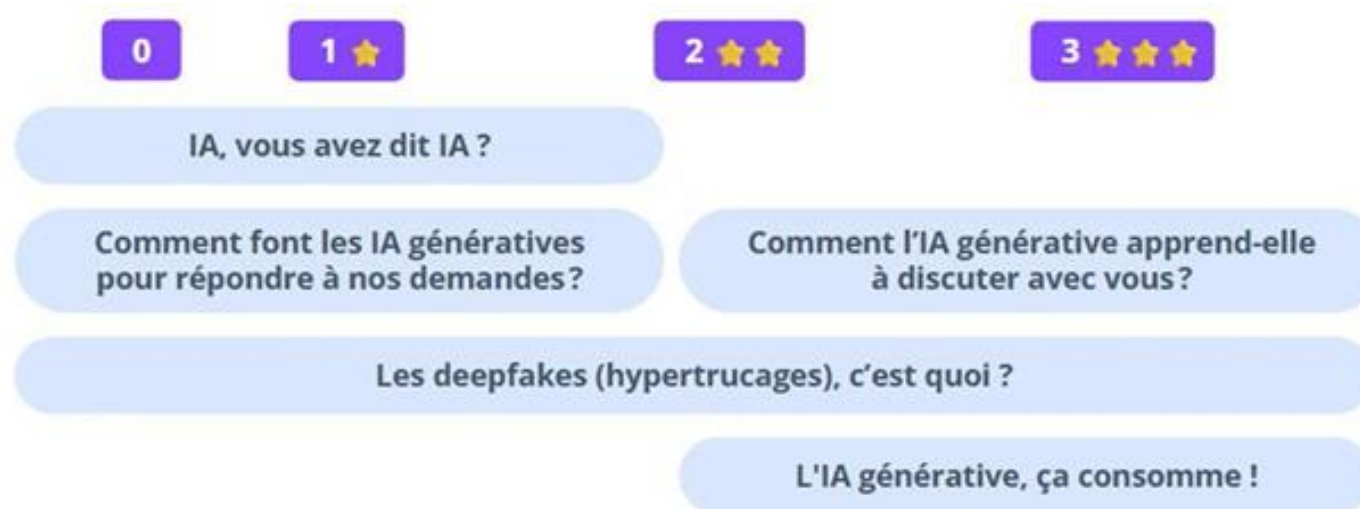 0
1
2
3
IA, vous avez dit IA ?
Comment font les IA génératives
pour répondre à nos demandes ?
Comment l'IA générative apprend-elle
à discuter avec vous ?
Les deepfakes (hypertrucages), c'est quoi ?
L'IA générative, ça consomme !